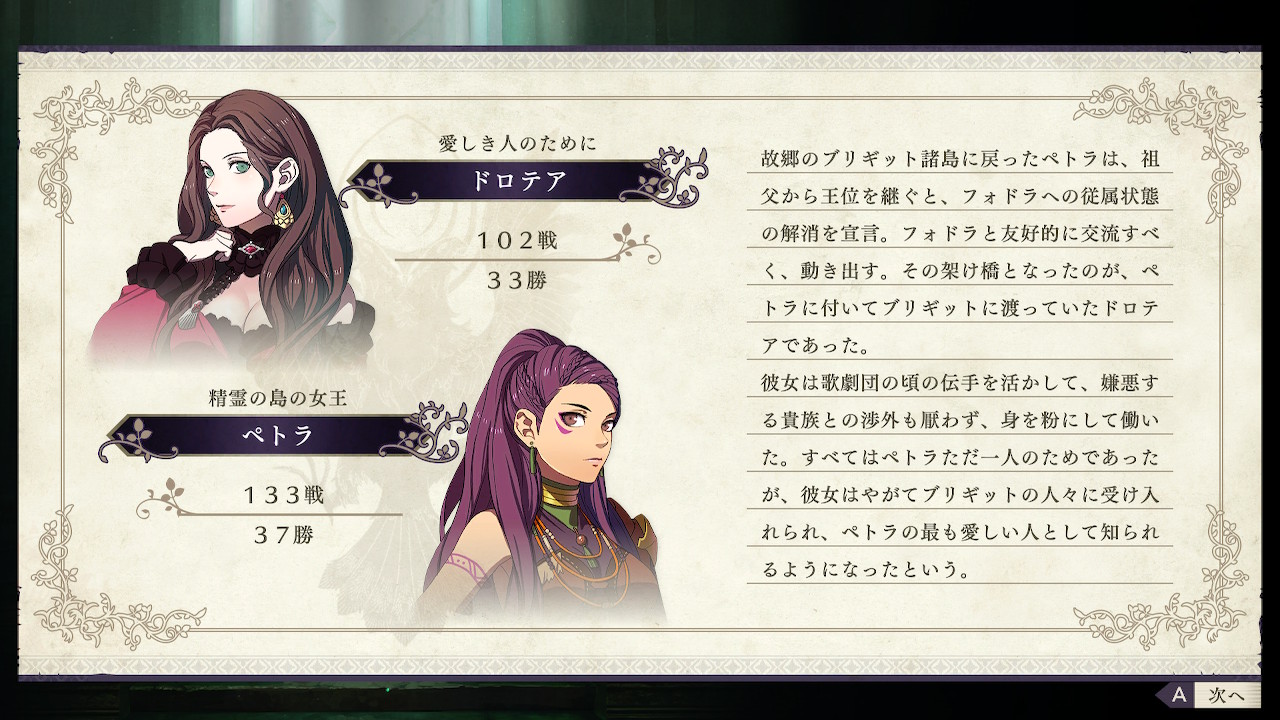 愛しき人のために
ドロテア
102戦
33勝
精霊の島の女王
ペトラ
133戦
37勝
故郷のブリギット諸島に戻ったペトラは、祖
父から王位を継ぐと、フォドラへの従属状態
の解消を宣言。フォドラと友好的に交流すべ
く、動き出す。その架け橋となったのが、ペ
トラに付いてブリギットに渡っていたドロテ
アであった。
彼女は歌劇団の頃の伝手を活かして、嫌悪す
る貴族との渉外も厭わず、身を粉にして働い
た。すべてはペトラただ一人のためであった
が、彼女はやがてブリギットの人々に受け入
れられ、ペトラの最も愛しい人として知られ
るようになったという。
A 次へ